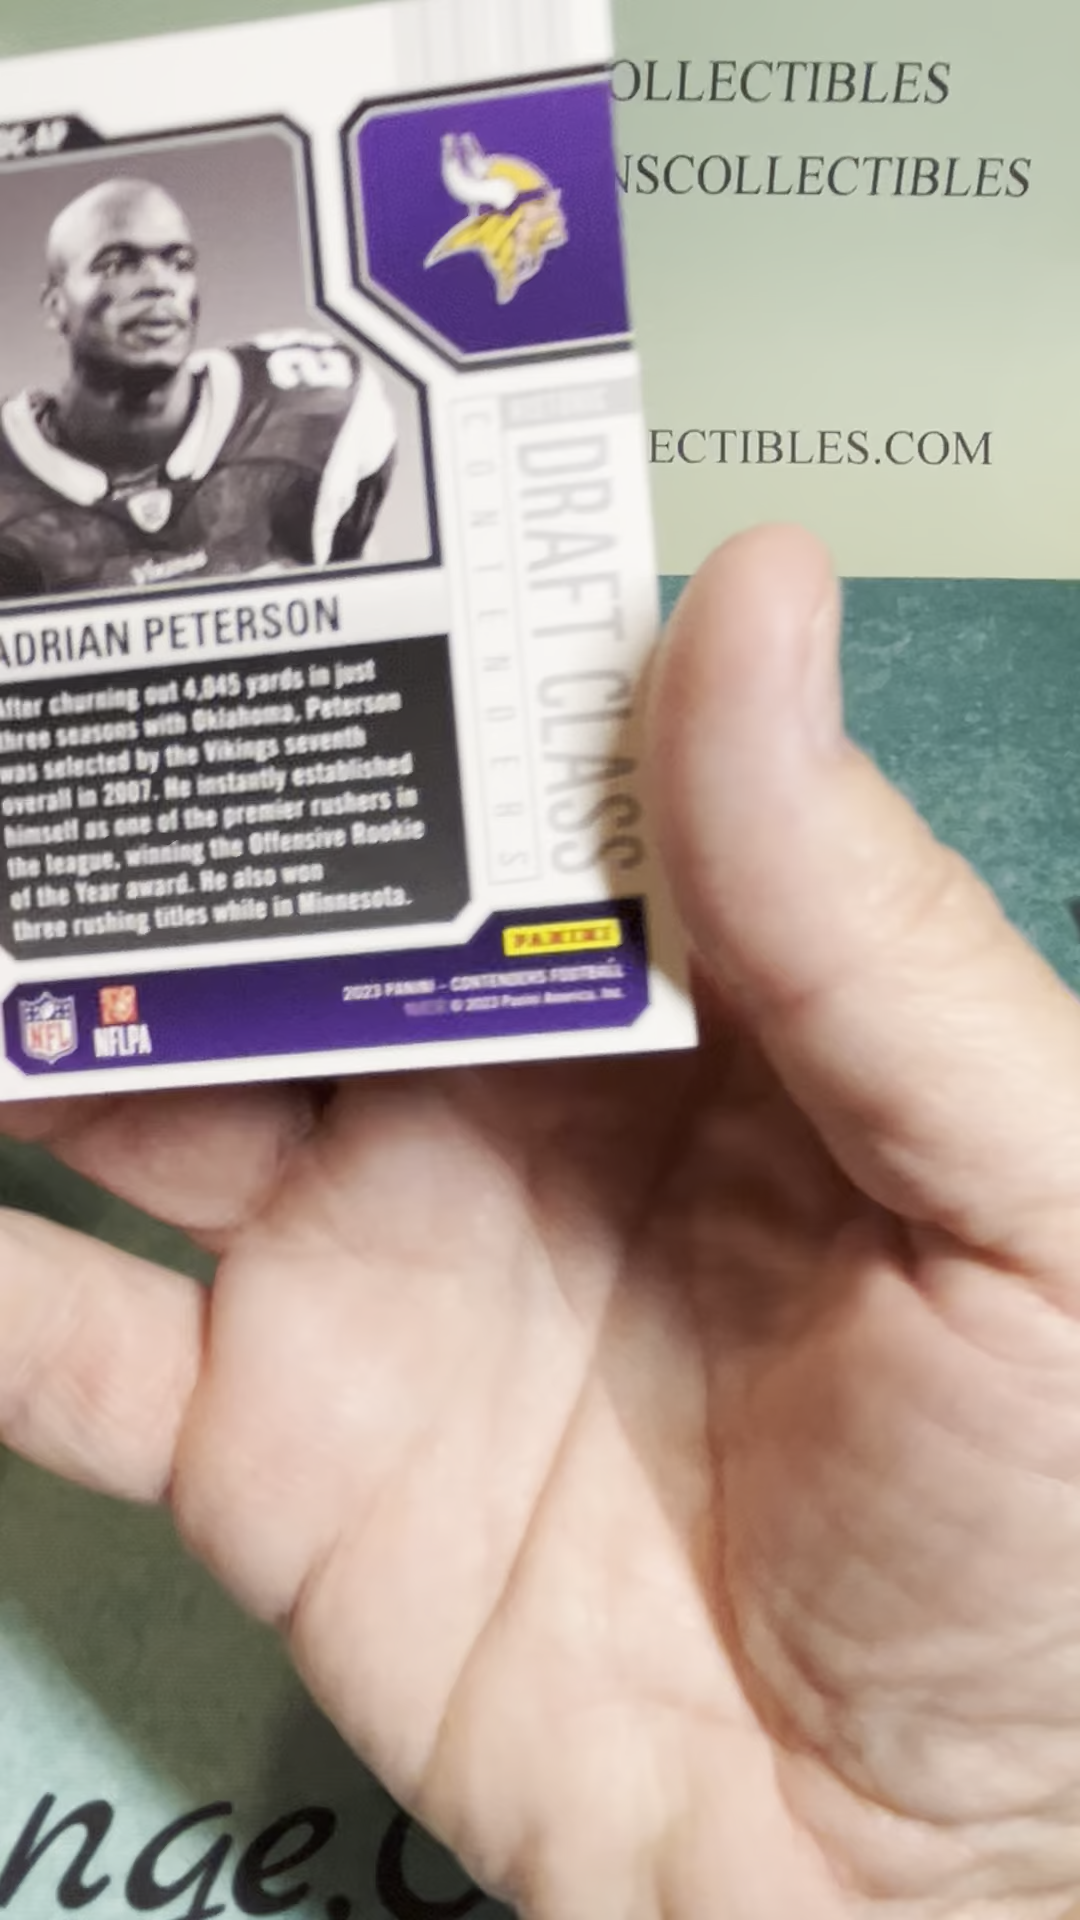 OLLECTIBLES
NSCOLLECTIBLES
ECTIBLES.COM
28
Vikings
CONTENDERS
DRAFT CLASS
ADRIAN PETERSON
After churning out 4,045 yards in just
three seasons with Oklahoma, Peterson
was selected by the Vikings seventh
overall in 2007. He instantly established
himself as one of the premier rushers in
the league, winning the Offensive Rookie
of the Year award. He also won
three rushing titles while in Minnesota.
PANINI
2023 PANINI - CONTENDERS FOOTBALL
© 2023 Panini America, Inc.
NFL
NFLPA
nge.